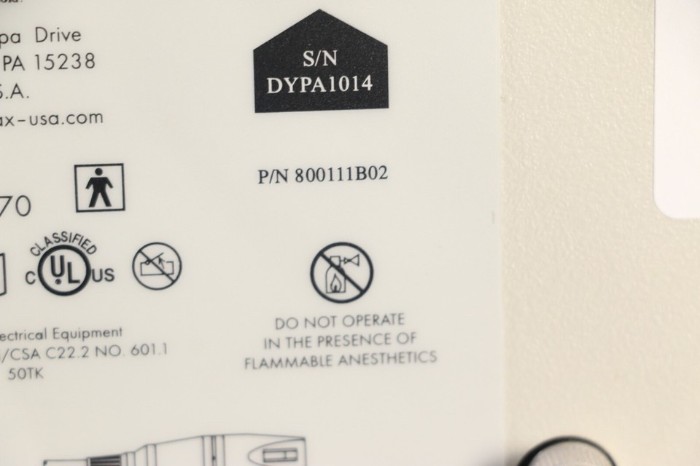 pa Drive
PA 15238
S.A.
ax-usa.com
S/N
DYPA1014
P/N 800111B02
70
CLASSIFIED
C UL US
DO NOT OPERATE
IN THE PRESENCE OF
FLAMMABLE ANESTHETICS
ectrical Equipment
/CSA C22.2 NO. 601.1
50TK